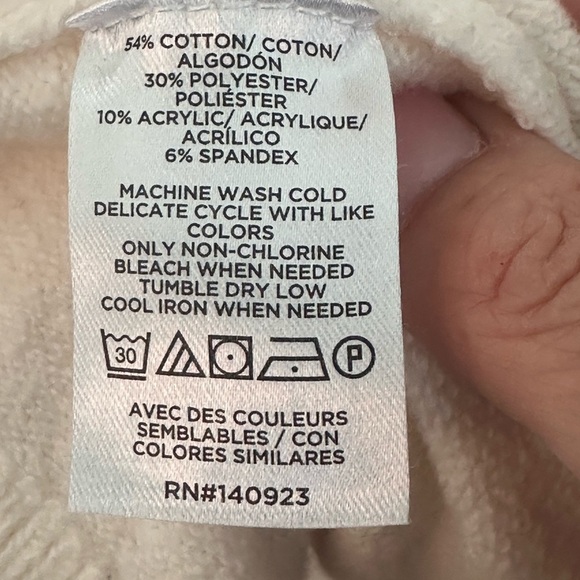 54% COTTON/ COTON/
ALGODÓN
30% POLYESTER/
POLIÉSTER
10% ACRYLIC/ ACRYLIQUE/
ACRÍLICO
6% SPANDEX
MACHINE WASH COLD
DELICATE CYCLE WITH LIKE
COLORS
ONLY NON-CHLORINE
BLEACH WHEN NEEDED
TUMBLE DRY LOW
COOL IRON WHEN NEEDED
30 P
AVEC DES COULEURS
SEMBLABLES / CON
COLORES SIMILARES
RN#140923